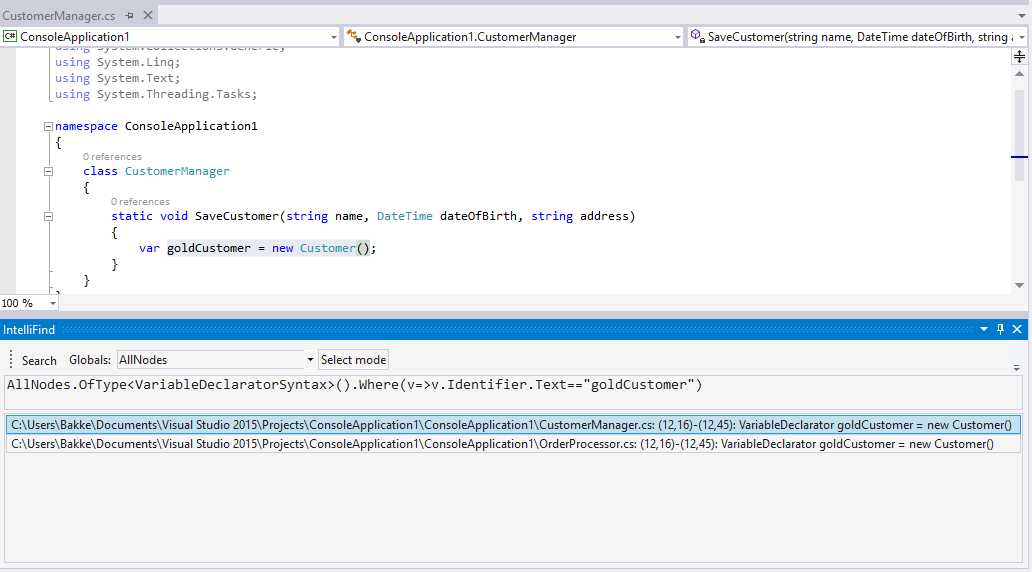 CustomerManager.cs
C# ConsoleApplication1 ConsoleApplication1.CustomerManager SaveCustomer(string name, DateTime dateOfBirth, string a
using System.Collections.Generic;
using System.Linq;
using System.Text;
using System.Threading.Tasks;
namespace ConsoleApplication1
{
0 references
class CustomerManager
{
0 references
static void SaveCustomer(string name, DateTime dateOfBirth, string address)
{
var goldCustomer = new Customer();
}
}
100 %
IntelliFind
Search Globals: AllNodes Select mode
AllNodes.OfType<VariableDeclaratorSyntax>().Where(v=>v.Identifier.Text=="goldCustomer")
C:\Users\Bakke\Documents\Visual Studio 2015\Projects\ConsoleApplication1\ConsoleApplication1\CustomerManager.cs: (12,16)-(12,45): VariableDeclarator goldCustomer = new Customer()
C:\Users\Bakke\Documents\Visual Studio 2015\Projects\ConsoleApplication1\ConsoleApplication1\OrderProcessor.cs: (12,16)-(12,45): VariableDeclarator goldCustomer = new Customer()